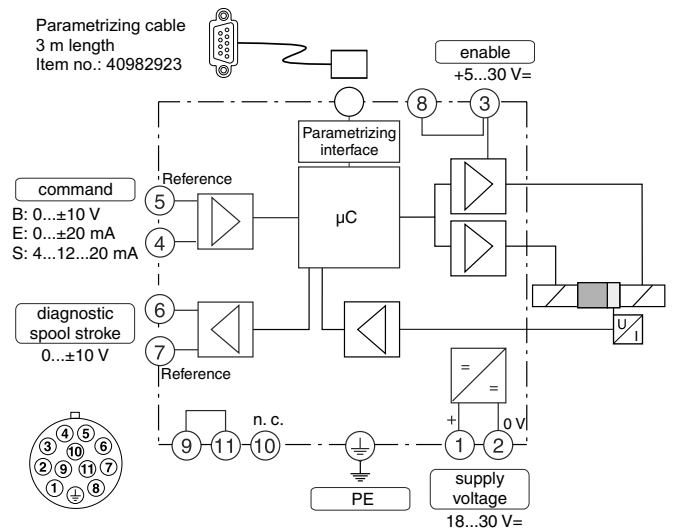 Parametrizing cable
3 m length
Item no.: 40982923
enable
+5...30 V=
8
3
Parametrizing
interface
Reference
command
5
B: 0...±10 V
E: 0...±20 mA
S: 4...12...20 mA
4
µC
diagnostic
spool stroke
0...±10 V
6
7
Reference
U
I
=
=
n. c.
+
0 V
9
11
10
1
2
PE
supply
voltage
18...30 V=
4
5
3
10
6
2
9
11
7
1
8